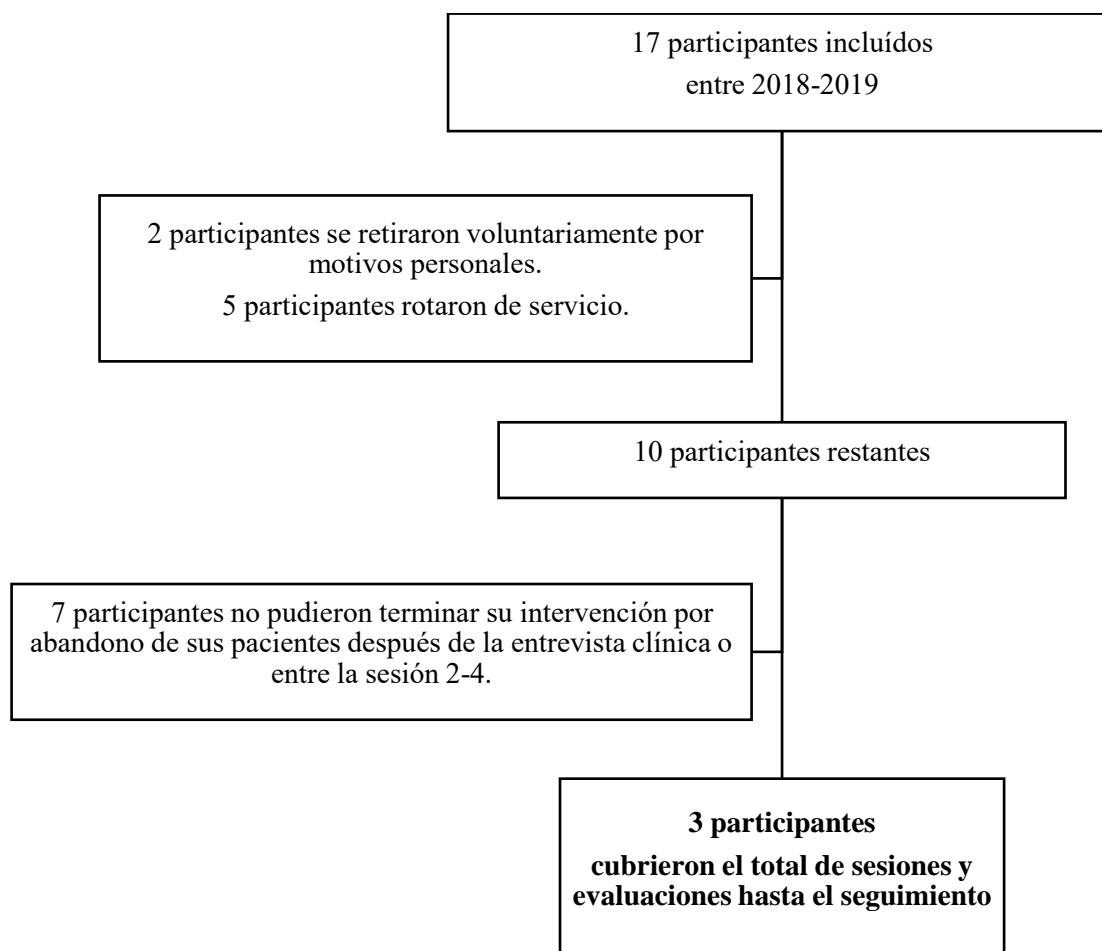 17 participantes incluídos
entre 2018-2019
2 participantes se retiraron voluntariamente por
motivos personales.
5 participantes rotaron de servicio.
10 participantes restantes
7 participantes no pudieron terminar su intervención por
abandono de sus pacientes después de la entrevista clínica o
entre la sesión 2-4.
3 participantes
cubrieron el total de sesiones y
evaluaciones hasta el seguimiento